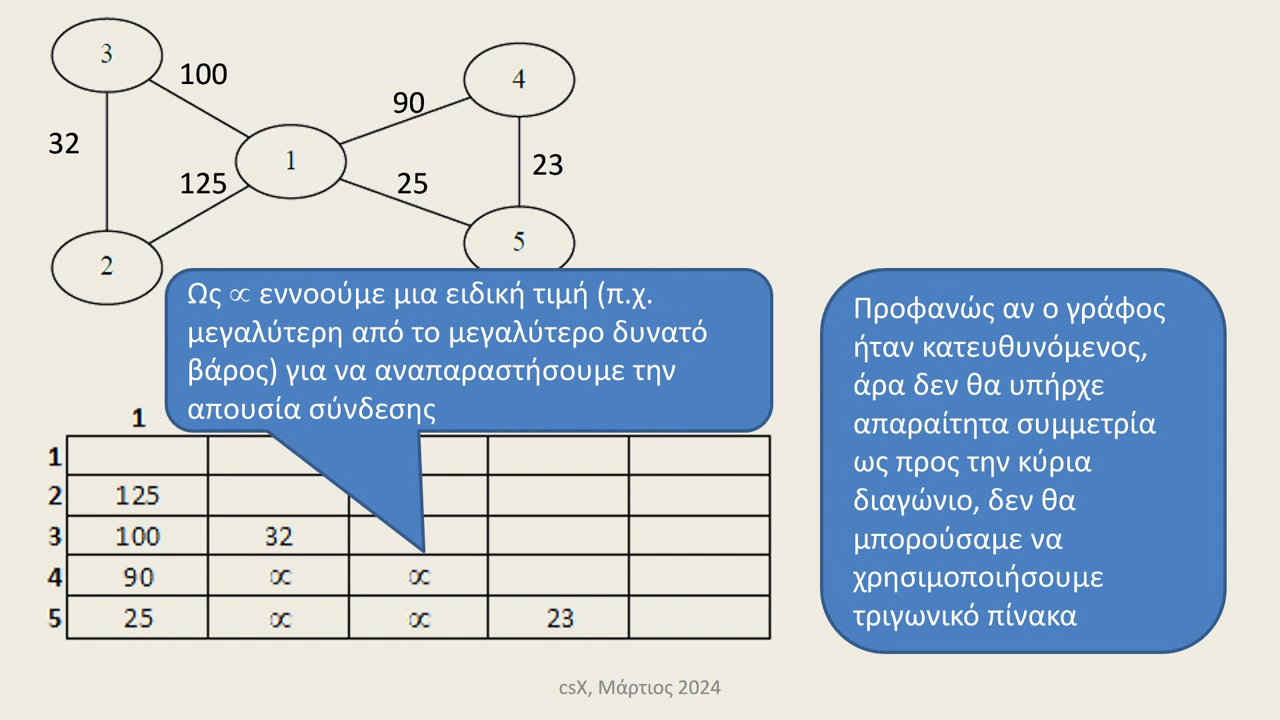 3
100
4
90
32
1
23
125
25
2
5
Ως ∝ εννοούμε μια ειδική τιμή (π.χ.
μεγαλύτερη από το μεγαλύτερο δυνατό
βάρος) για να αναπαραστήσουμε την
απουσία σύνδεσης
Προφανώς αν ο γράφος
ήταν κατευθυνόμενος,
άρα δεν θα υπήρχε
απαραίτητα συμμετρία
ως προς την κύρια
διαγώνιο, δεν θα
μπορούσαμε να
χρησιμοποιήσουμε
τριγωνικό πίνακα
1
1
2 125
3 100 32
4 90 ∝ ∝
5 25 ∝ ∝ 23
csX, Μάρτιος 2024